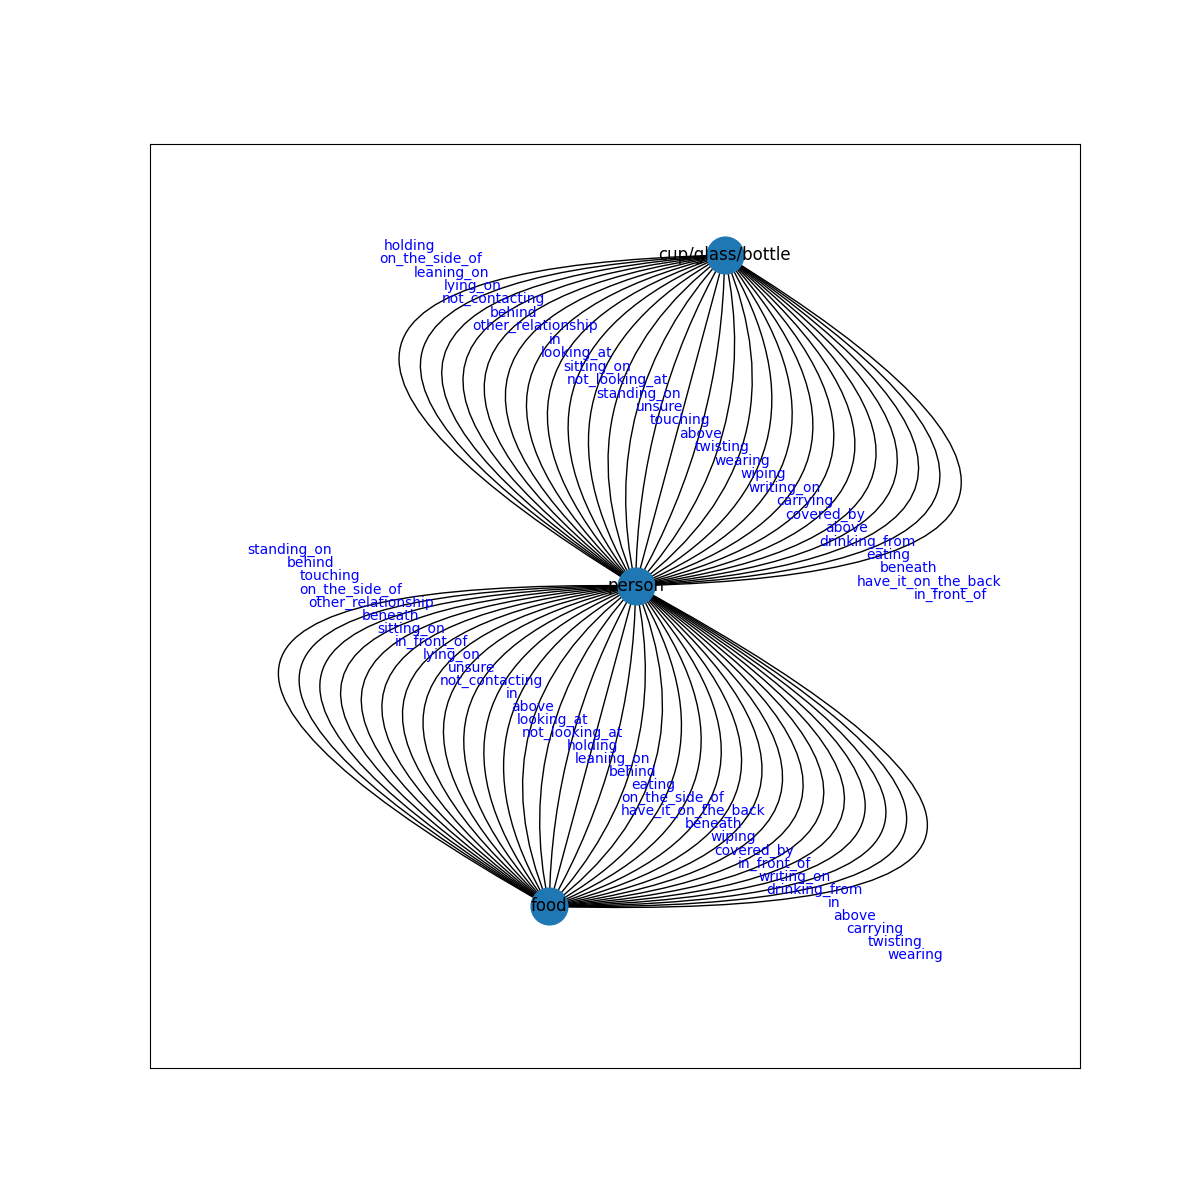 holding
cup/glass/bottle
on_the_side_of
leaning_on
lying_on
not_contacting
behind
other_relationship
in
looking_at
sitting_on
not_looking_at
standing_on
unsure
touching
above
twisting
wearing
wiping
writing_on
carrying
covered_by
above
drinking_from
standing_on
eating
behind
beneath
touching
have_it_on_the_back
person
on_the_side_of
in_front_of
other_relationship
beneath
sitting_on
in_front_of
lying_on
unsure
not_contacting
in
above
looking_at
not_looking_at
holding
leaning_on
behind
eating
on_the_side_of
have_it_on_the_back
beneath
wiping
covered_by
in_front_of
writing_on
drinking_from
in
food
above
carrying
twisting
wearing